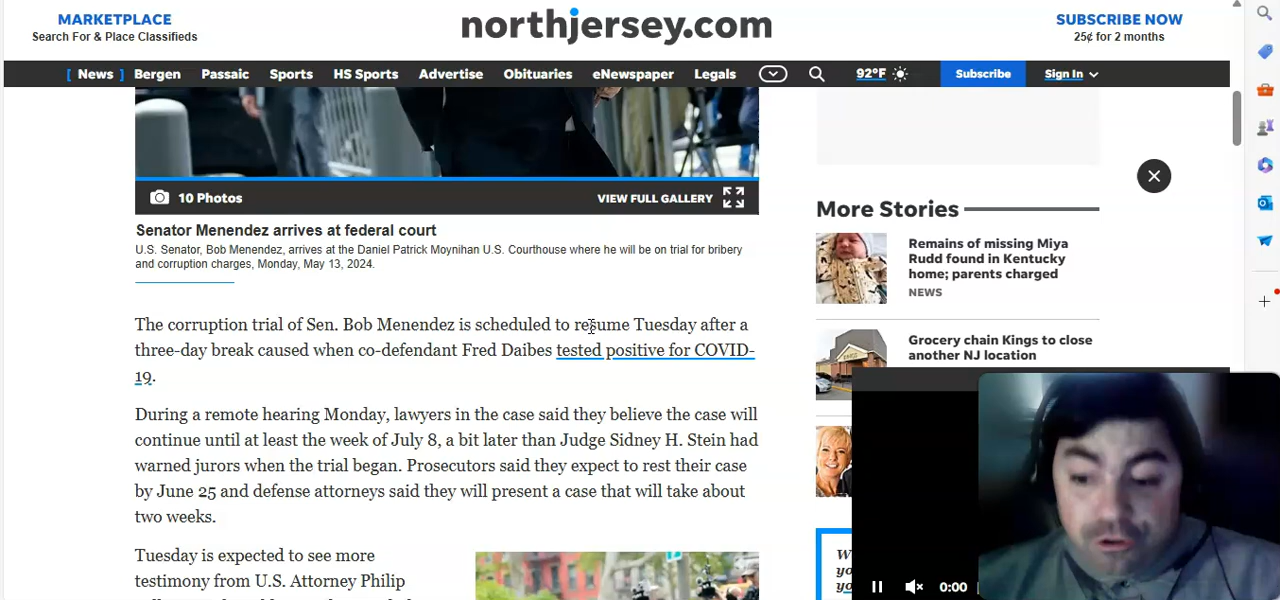 MARKETPLACE
Search For & Place Classifieds
northjersey.com
SUBSCRIBE NOW
25¢ for 2 months
[ News ] Bergen Passaic Sports HS Sports Advertise Obituaries eNewspaper Legals 92°F Subscribe Sign In
10 Photos
VIEW FULL GALLERY
Senator Menendez arrives at federal court
U.S. Senator, Bob Menendez, arrives at the Daniel Patrick Moynihan U.S. Courthouse where he will be on trial for bribery
and corruption charges, Monday, May 13, 2024.
The corruption trial of Sen. Bob Menendez is scheduled to resume Tuesday after a
three-day break caused when co-defendant Fred Daibes tested positive for COVID-
19.
During a remote hearing Monday, lawyers in the case said they believe the case will
continue until at least the week of July 8, a bit later than Judge Sidney H. Stein had
warned jurors when the trial began. Prosecutors said they expect to rest their case
by June 25 and defense attorneys said they will present a case that will take about
two weeks.
Tuesday is expected to see more
testimony from U.S. Attorney Philip
More Stories
Remains of missing Miya
Rudd found in Kentucky
home; parents charged
NEWS
Grocery chain Kings to close
another NJ location
0:00